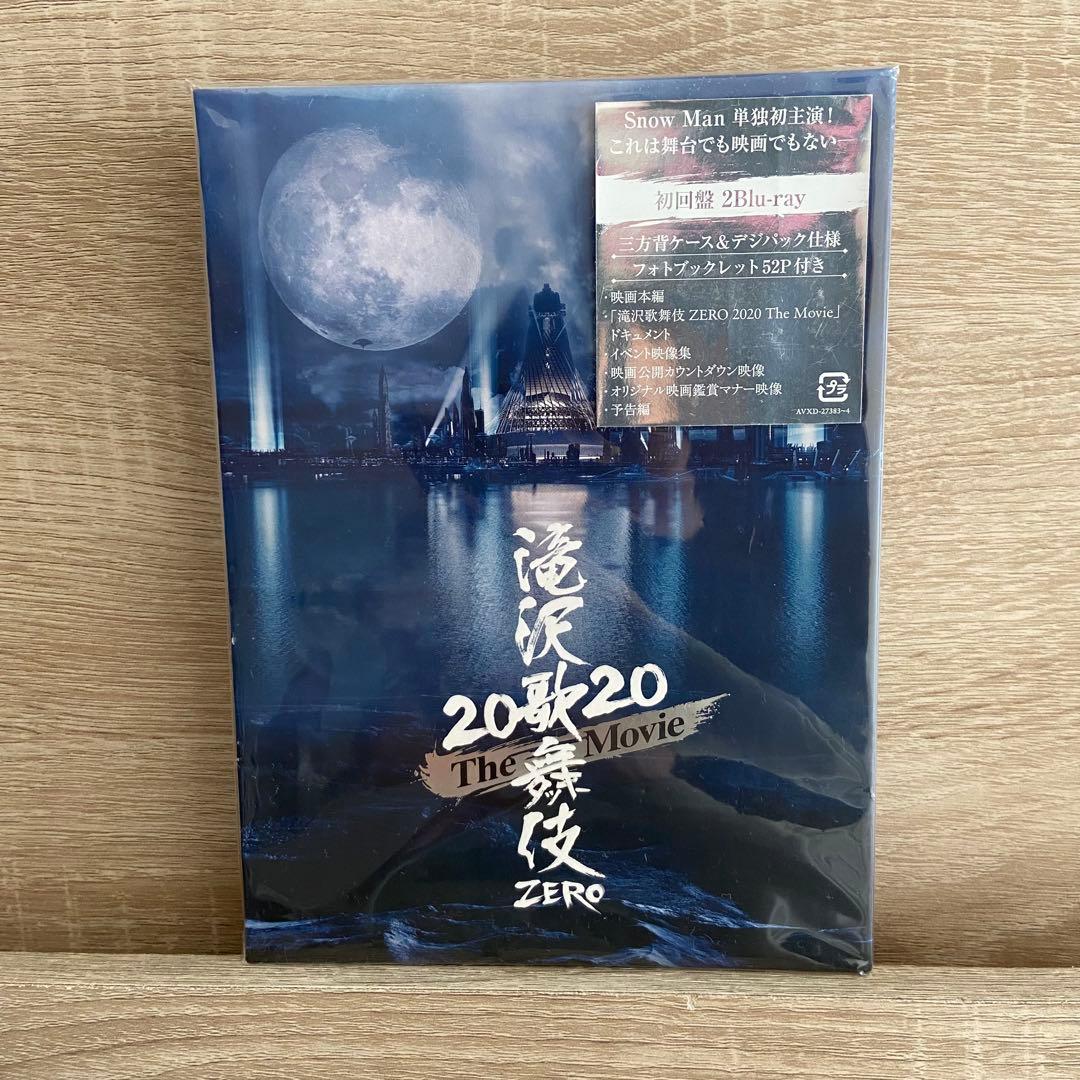 Snow Man 単独初主演！
これは舞台でも映画でもない―
初回盤 2Blu-ray
三方背ケース＆デジパック仕様
フォトブックレット52P付き
・映画本編
・「滝沢歌舞伎 ZERO 2020 The Movie」
ドキュメント
・イベント映像集
・映画公開カウントダウン映像
・オリジナル映画鑑賞マナー映像
・予告編
プラ
AVXD-27383~4
滝沢歌舞伎
2020
The Movie
ZERO